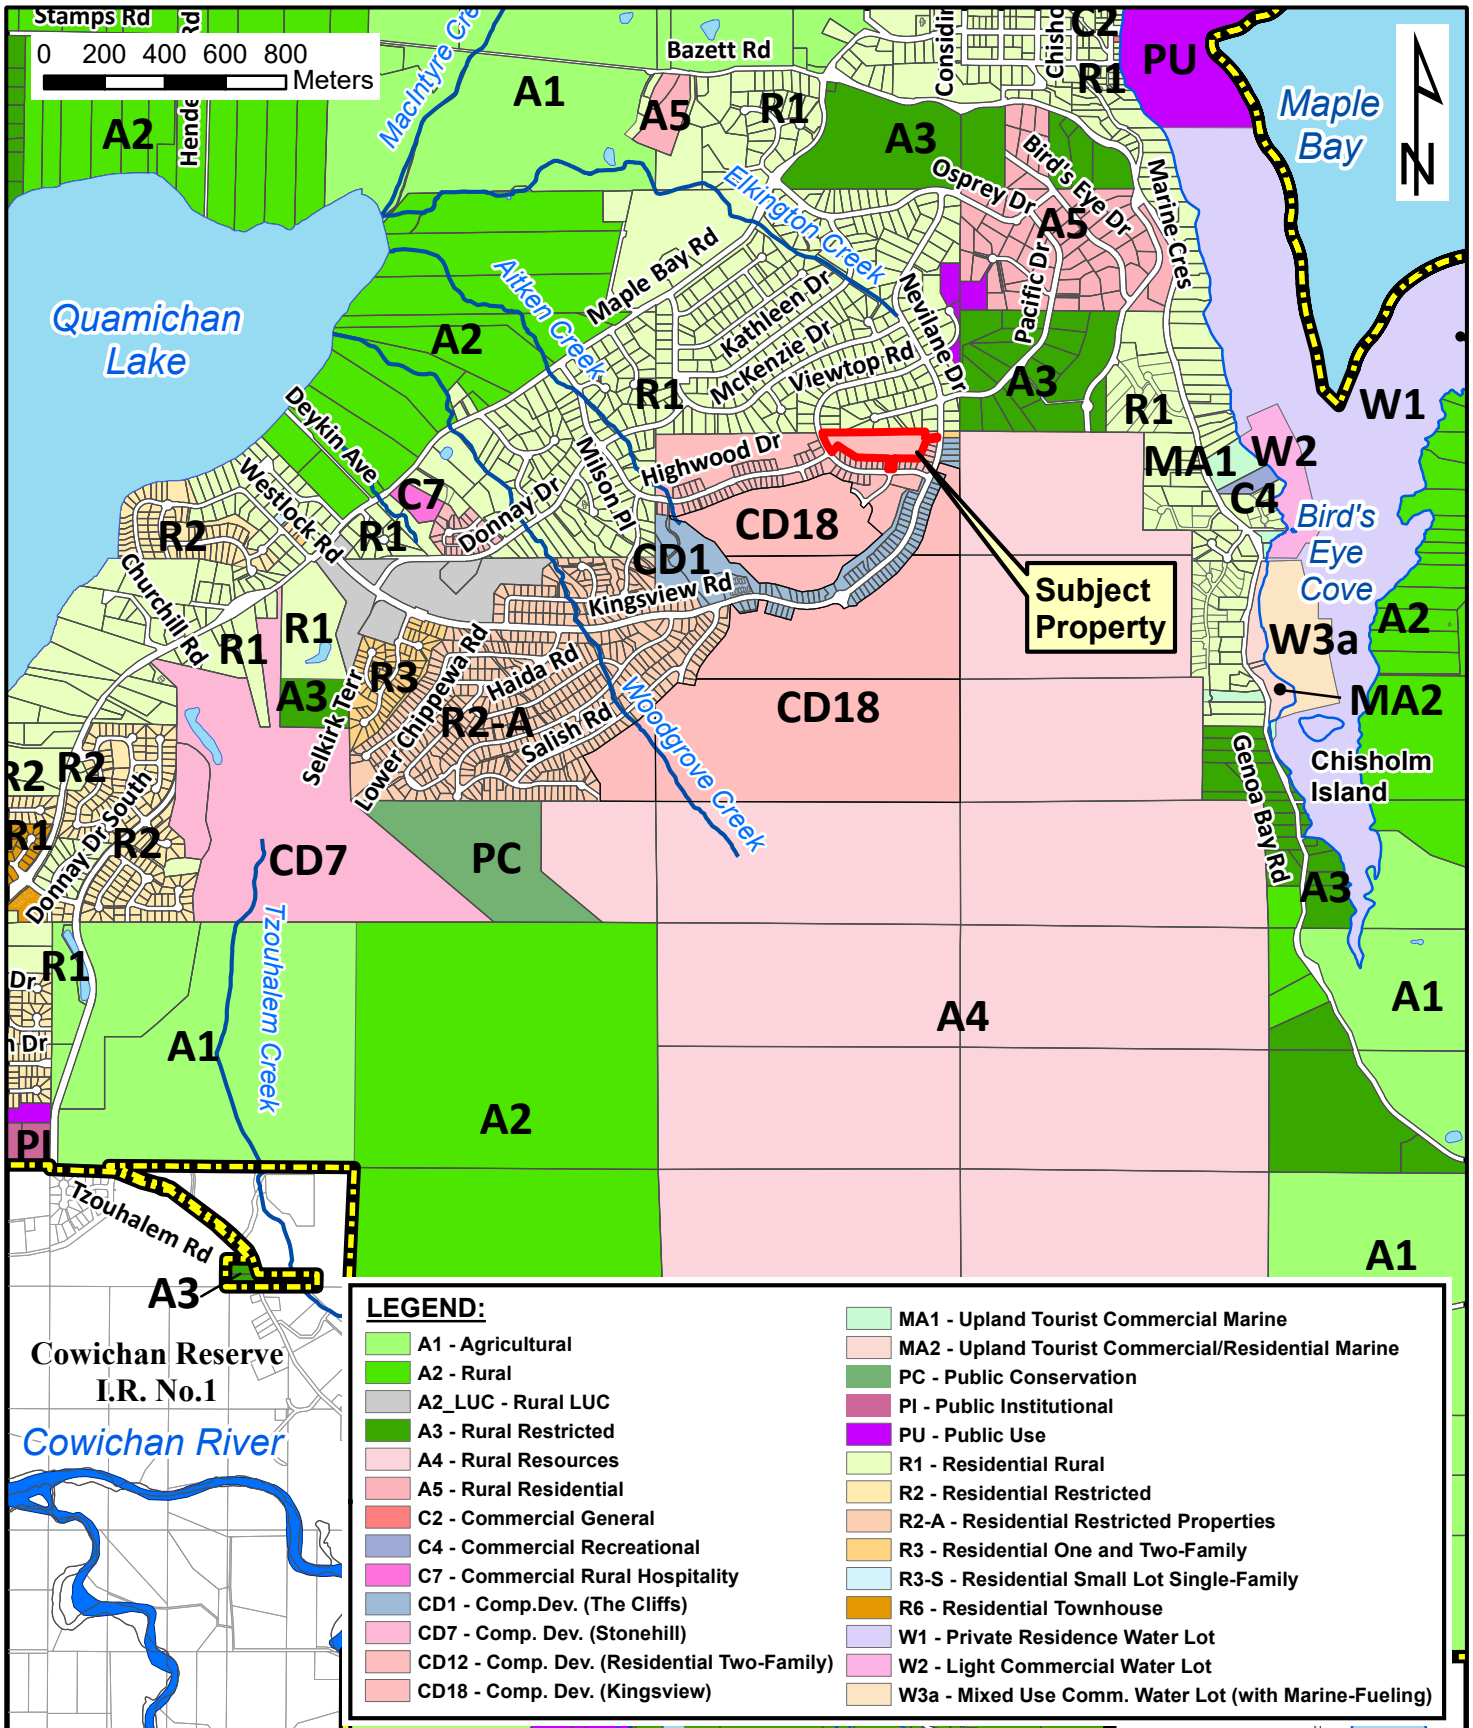 Stamps Rd
0 200 400 600 800
Meters
Bazett Rd
C2
PU
A1
R1
A2
A5
R1
A3
MacIntyre Cre
Maple
Bay
N
Osprey Dr
Bird's Eye Dr
Marine Cres
Elkington Creek
A5
Pacific Dr
Maple Bay Rd
Kathleen Dr
Nevilane Dr
Aitken Creek
Quamichan
Lake
A2
McKenzie Dr
Viewtop Rd
R1
A3
R1
W1
Deykin Ave
Milson Pl
Highwood Dr
MA1
W2
C4
Westlock Rd
C7
Donnay Dr
R2
R1
CD18
CD1
Bird's
Eye
Cove
Churchill Rd
Kingsview Rd
Subject
Property
R1
R1
A2
W3a
Haida Rd
R3
A3
Selkirk Terr
Lower Chippewa Rd
R2-A
Salish Rd
Woodgrove Creek
CD18
MA2
R2
R2
Genoa Bay Rd
Chisholm
Island
R1
R2
Donnay Dr South
CD7
PC
A3
Tzouhalem Creek
R1
Dr
A1
A4
A1
Dr
A2
PI
Tzouhalem Rd
A3
A1
Cowichan Reserve
I.R. No.1
Cowichan River
LEGEND:
A1 - Agricultural
A2 - Rural
A2_LUC - Rural LUC
A3 - Rural Restricted
A4 - Rural Resources
A5 - Rural Residential
C2 - Commercial General
C4 - Commercial Recreational
C7 - Commercial Rural Hospitality
CD1 - Comp.Dev. (The Cliffs)
CD7 - Comp. Dev. (Stonehill)
CD12 - Comp. Dev. (Residential Two-Family)
CD18 - Comp. Dev. (Kingsview)
MA1 - Upland Tourist Commercial Marine
MA2 - Upland Tourist Commercial/Residential Marine
PC - Public Conservation
PI - Public Institutional
PU - Public Use
R1 - Residential Rural
R2 - Residential Restricted
R2-A - Residential Restricted Properties
R3 - Residential One and Two-Family
R3-S - Residential Small Lot Single-Family
R6 - Residential Townhouse
W1 - Private Residence Water Lot
W2 - Light Commercial Water Lot
W3a - Mixed Use Comm. Water Lot (with Marine-Fueling)